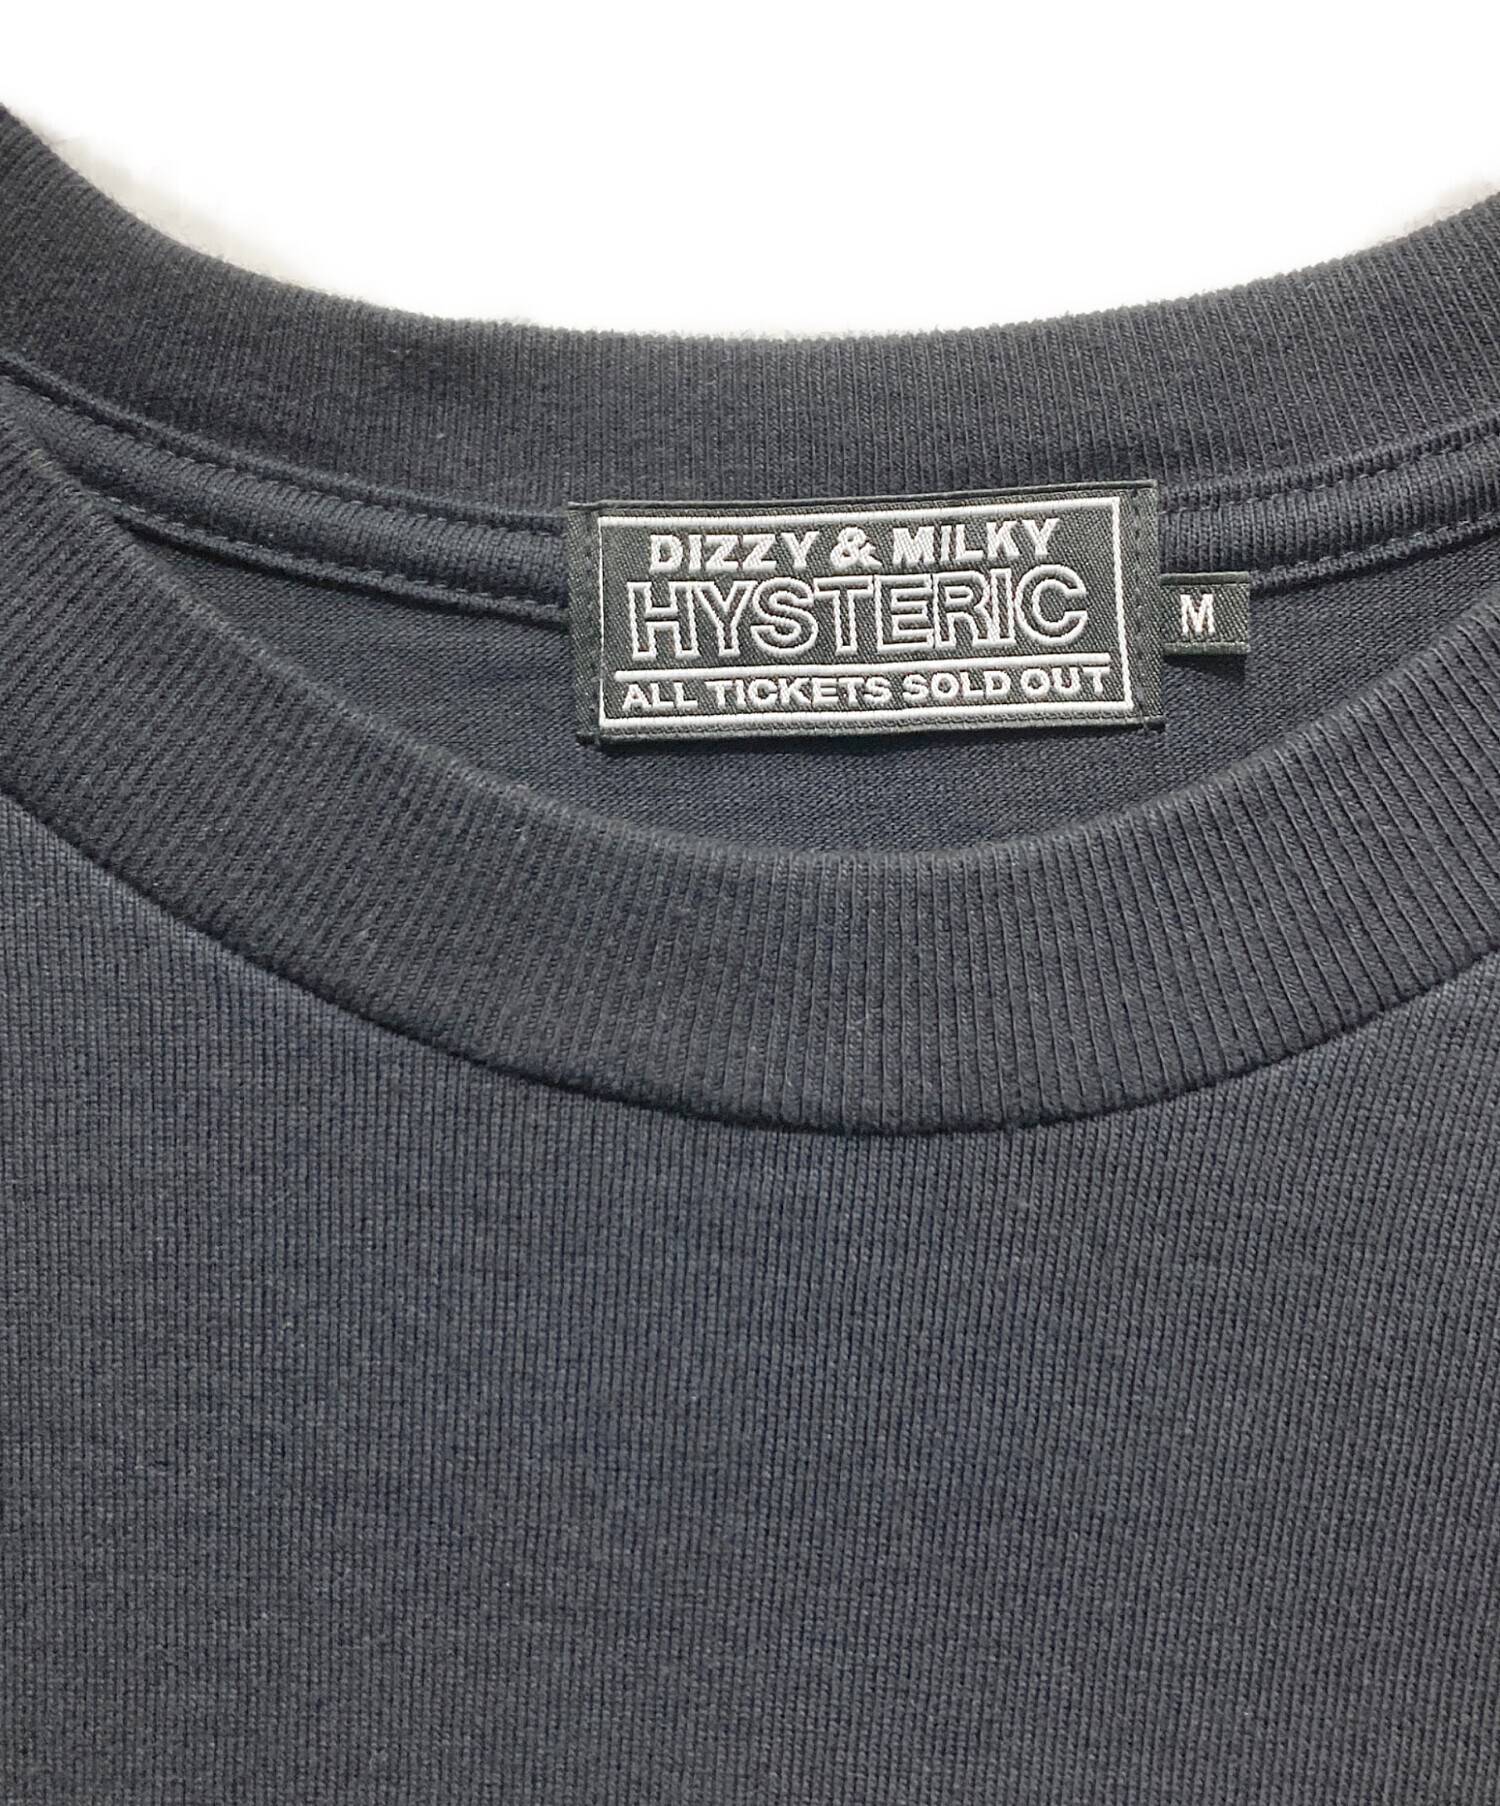 DIZZY & MILKY
HYSTERIC
ALL TICKETS SOLD OUT
M